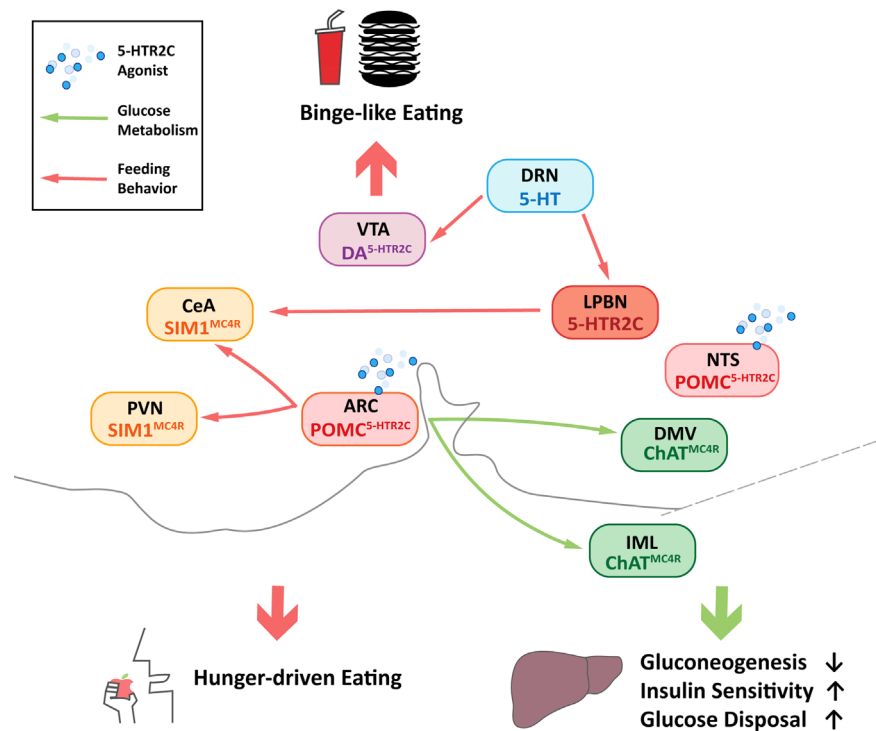 5-HTR2C
Agonist
Glucose
Metabolism
Feeding
Behavior
Binge-like Eating
DRN
5-HT
VTA
DA5-HTR2C
LPBN
5-HTR2C
CeA
SIM1MC4R
NTS
POMC5-HTR2C
PVN
SIM1MC4R
ARC
POMC5-HTR2C
DMV
ChATMC4R
IML
ChATMC4R
Hunger-driven Eating
Gluconeogenesis ↓
Insulin Sensitivity ↑
Glucose Disposal ↑